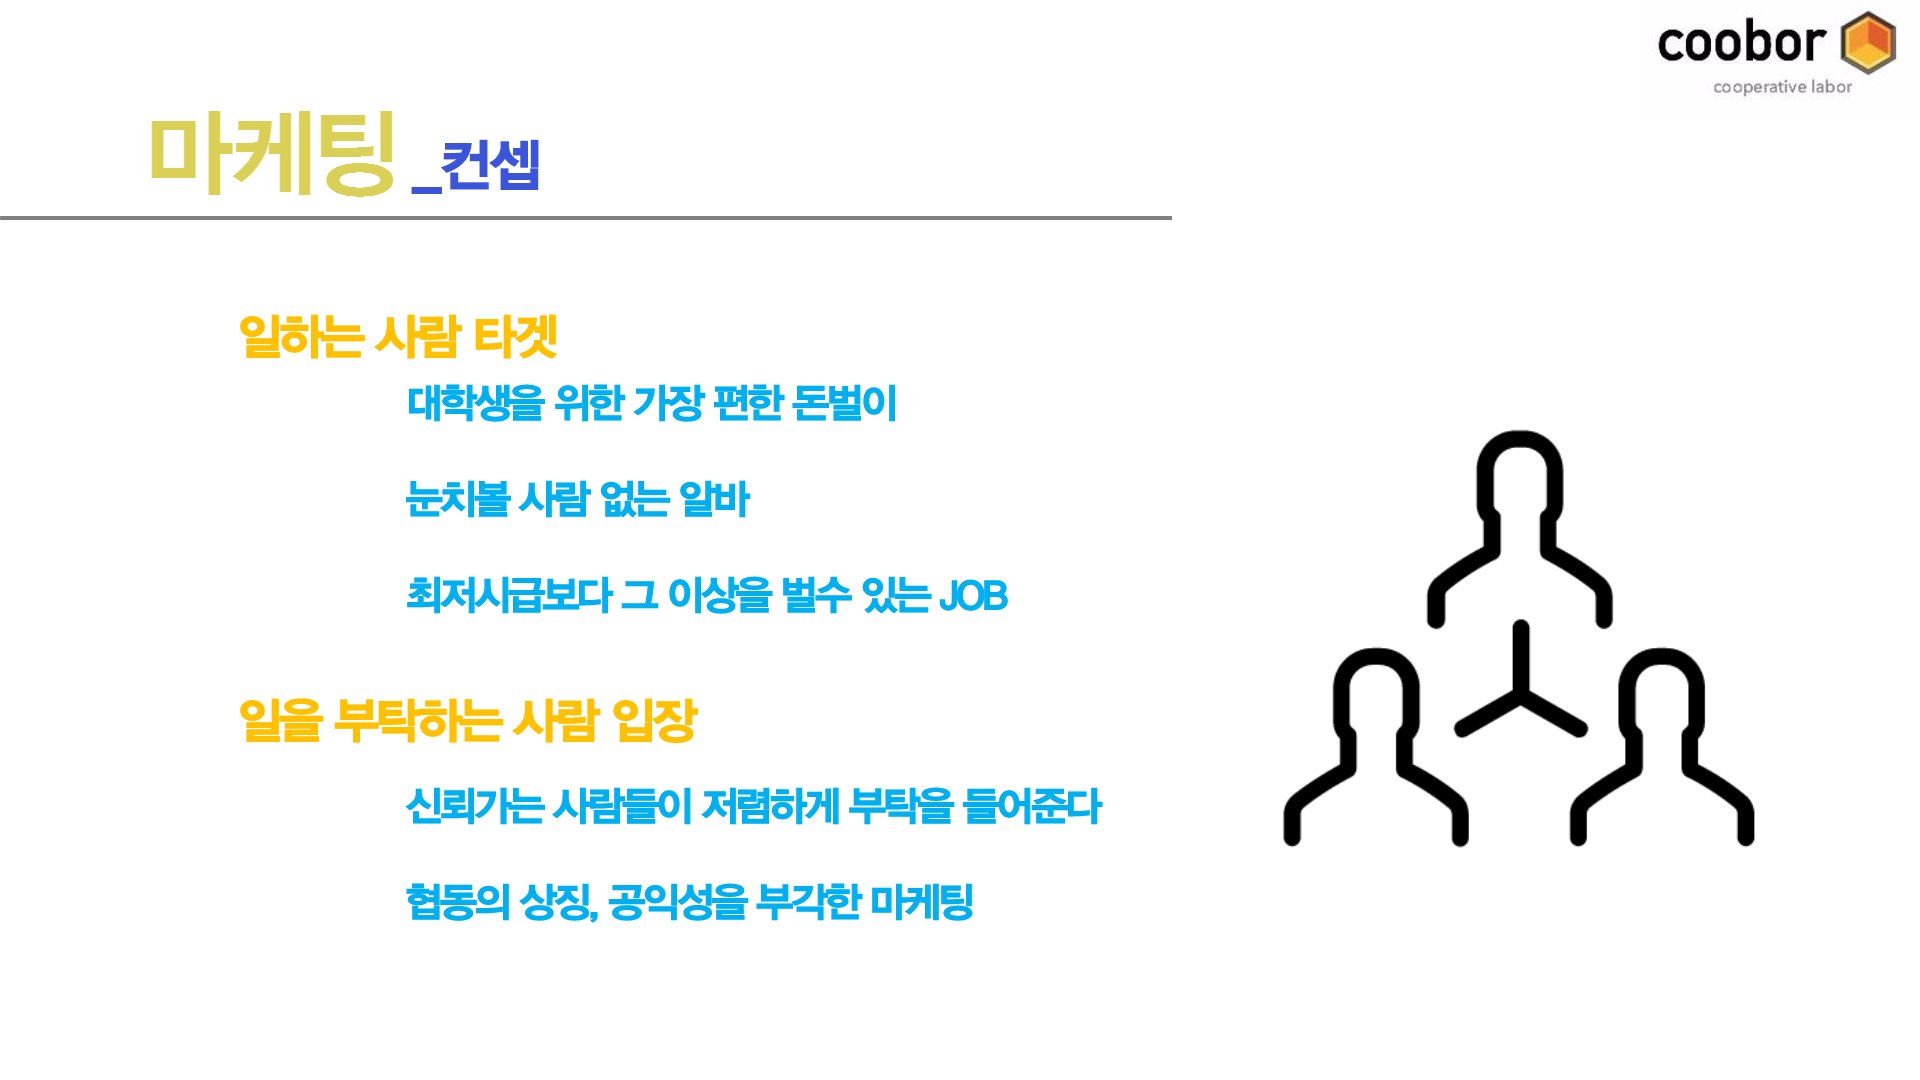 coobor
cooperative labor
마케팅 _컨셉
일하는 사람 타겟
대학생을 위한 가장 편한 돈벌이
눈치볼 사람 없는 알바
최저시급보다 그 이상을 벌수 있는 JOB
일을 부탁하는 사람 입장
신뢰가는 사람들이 저렴하게 부탁을 들어준다
협동의 상징, 공익성을 부각한 마케팅